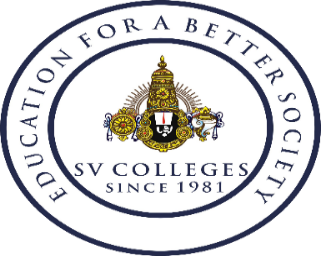 EDUCATION FOR A BETTER SOCIETY
SV COLLEGES
SINCE 1981